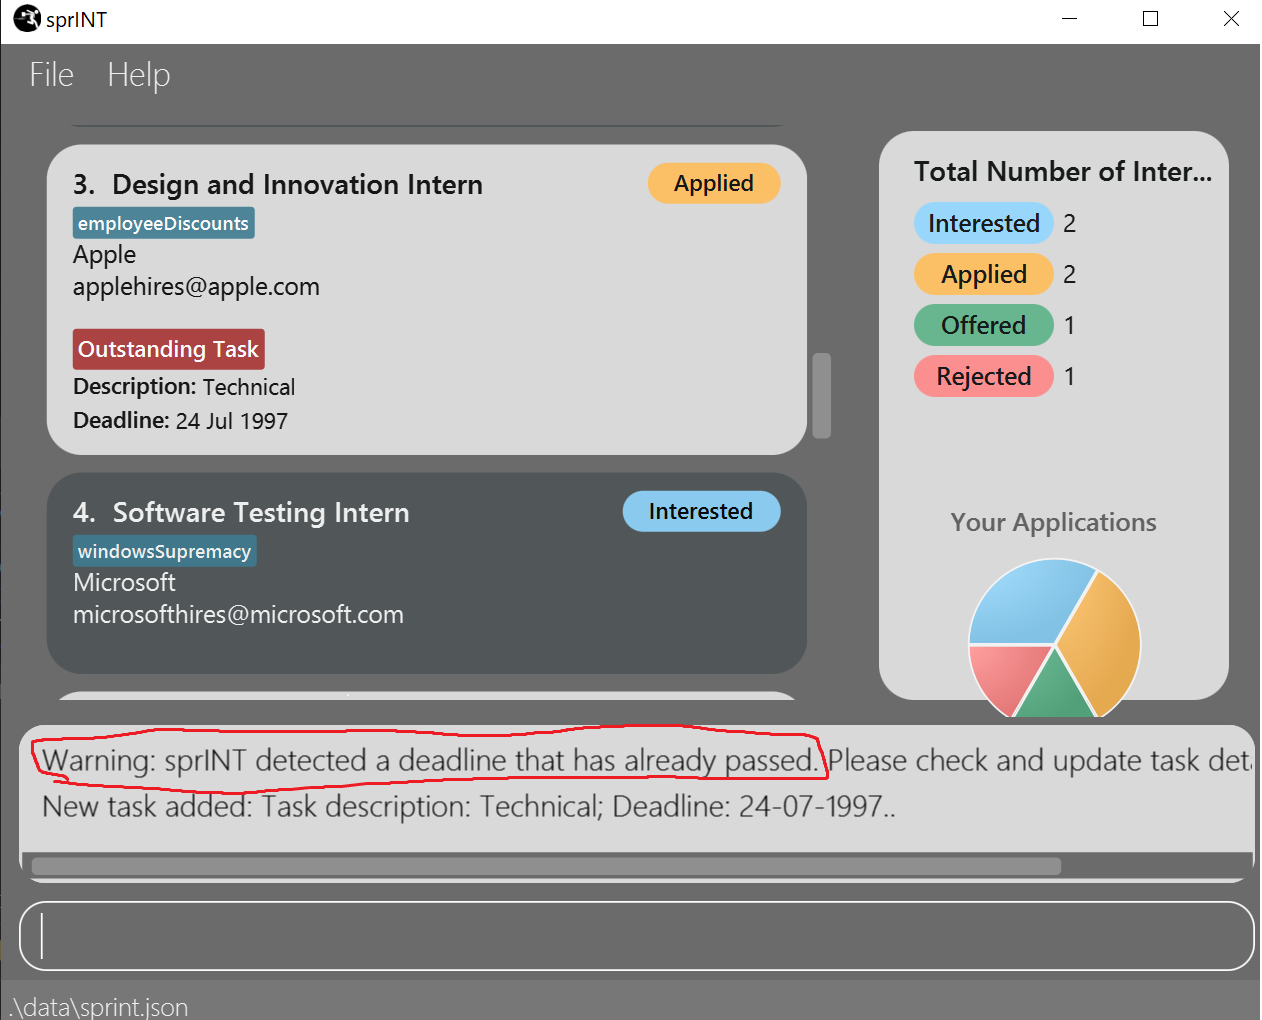 sprINT
File Help
3. Design and Innovation Intern
Applied
employeeDiscounts
Apple
applehires@apple.com
Outstanding Task
Description: Technical
Deadline: 24 Jul 1997
4. Software Testing Intern
Interested
windowsSupremacy
Microsoft
microsofthires@microsoft.com
Total Number of Inter...
Interested 2
Applied 2
Offered 1
Rejected 1
Your Applications
Warning: sprINT detected a deadline that has already passed. Please check and update task
New task added: Task description: Technical; Deadline: 24-07-1997..
.\data\sprint.json